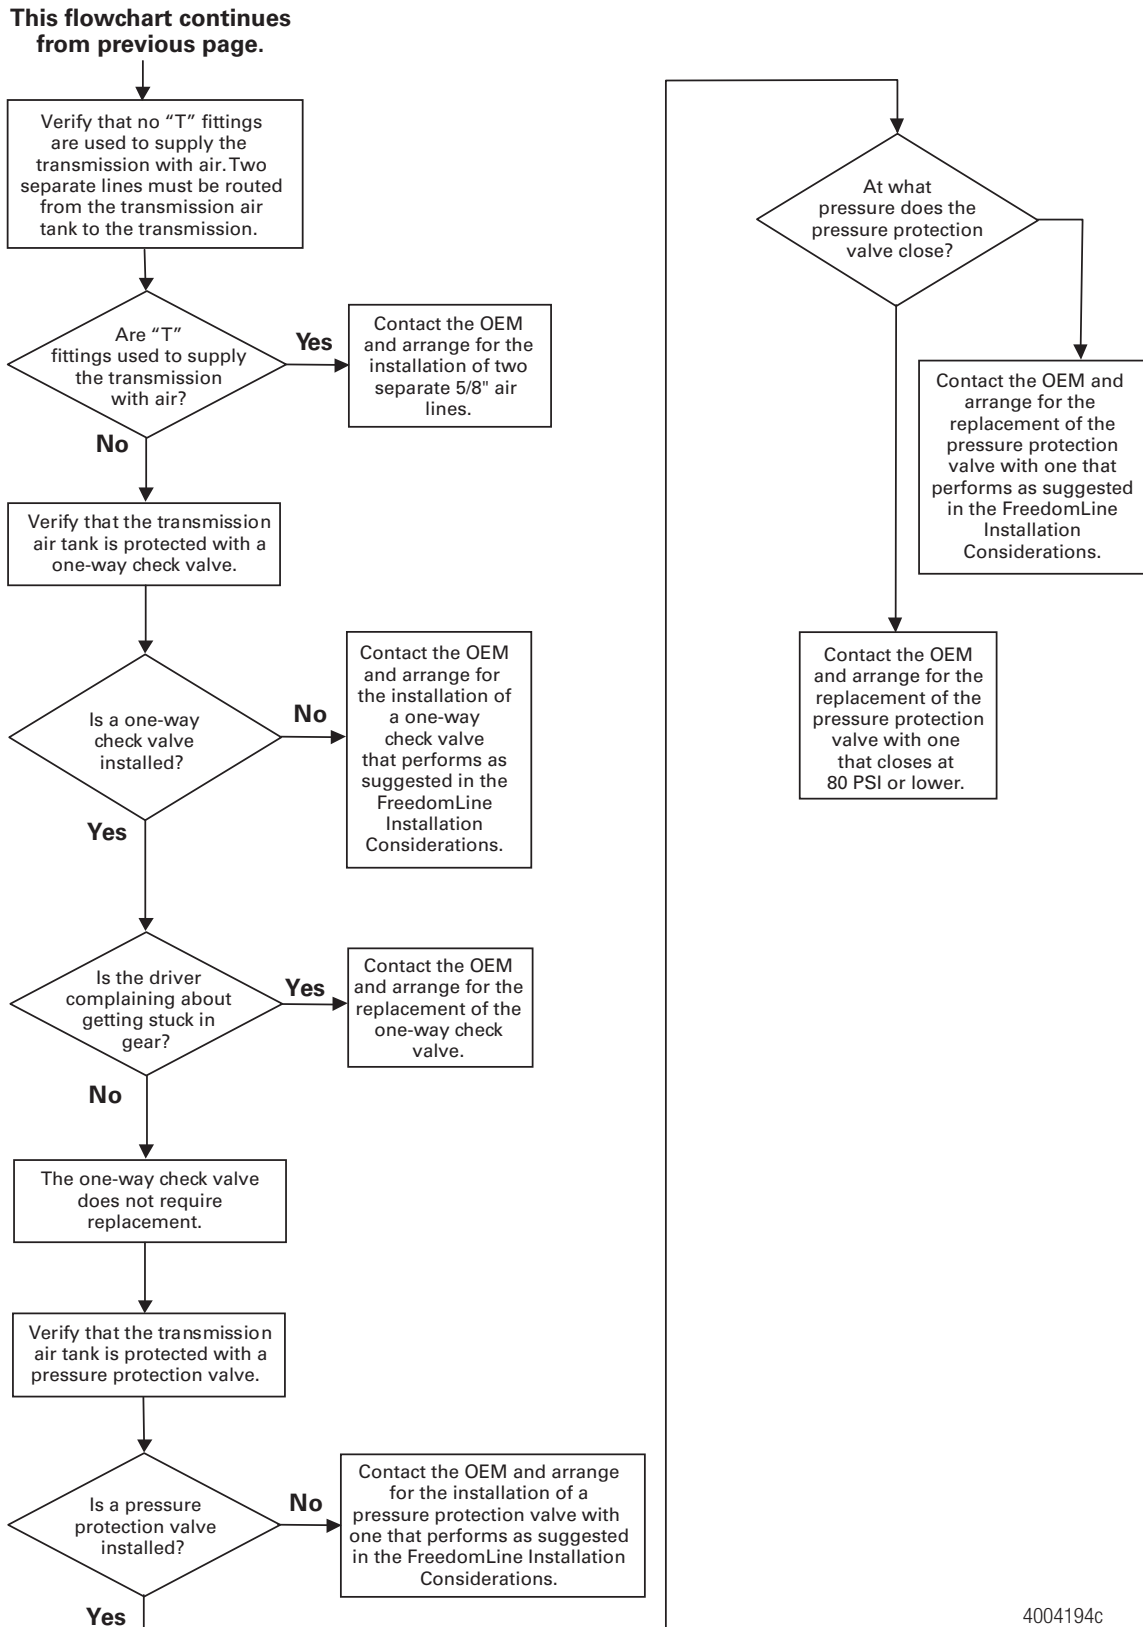 This flowchart continues
from previous page.
Verify that no “T” fittings
are used to supply the
transmission with air. Two
separate lines must be routed
from the transmission air
tank to the transmission.
Are “T”
fittings used to supply
the transmission
with air?
Yes
Contact the OEM
and arrange for the
installation of two
separate 5/8" air
lines.
No
Verify that the transmission
air tank is protected with a
one-way check valve.
Is a one-way
check valve
installed?
No
Contact the OEM
and arrange for
the installation of
a one-way
check valve
that performs as
suggested in the
FreedomLine
Installation
Considerations.
Yes
Is the driver
complaining about
getting stuck in
gear?
Yes
Contact the OEM
and arrange for the
replacement of the
one-way check
valve.
No
The one-way check valve
does not require
replacement.
Verify that the transmission
air tank is protected with a
pressure protection valve.
Is a pressure
protection valve
installed?
No
Contact the OEM and arrange
for the installation of a
pressure protection valve with
one that performs as suggested
in the FreedomLine Installation
Considerations.
Yes
At what
pressure does the
pressure protection
valve close?
Contact the OEM and
arrange for the
replacement of the
pressure protection
valve with one that
performs as suggested
in the FreedomLine
Installation
Considerations.
Contact the OEM
and arrange for the
replacement of the
pressure protection
valve with one
that closes at
80 PSI or lower.
4004194c